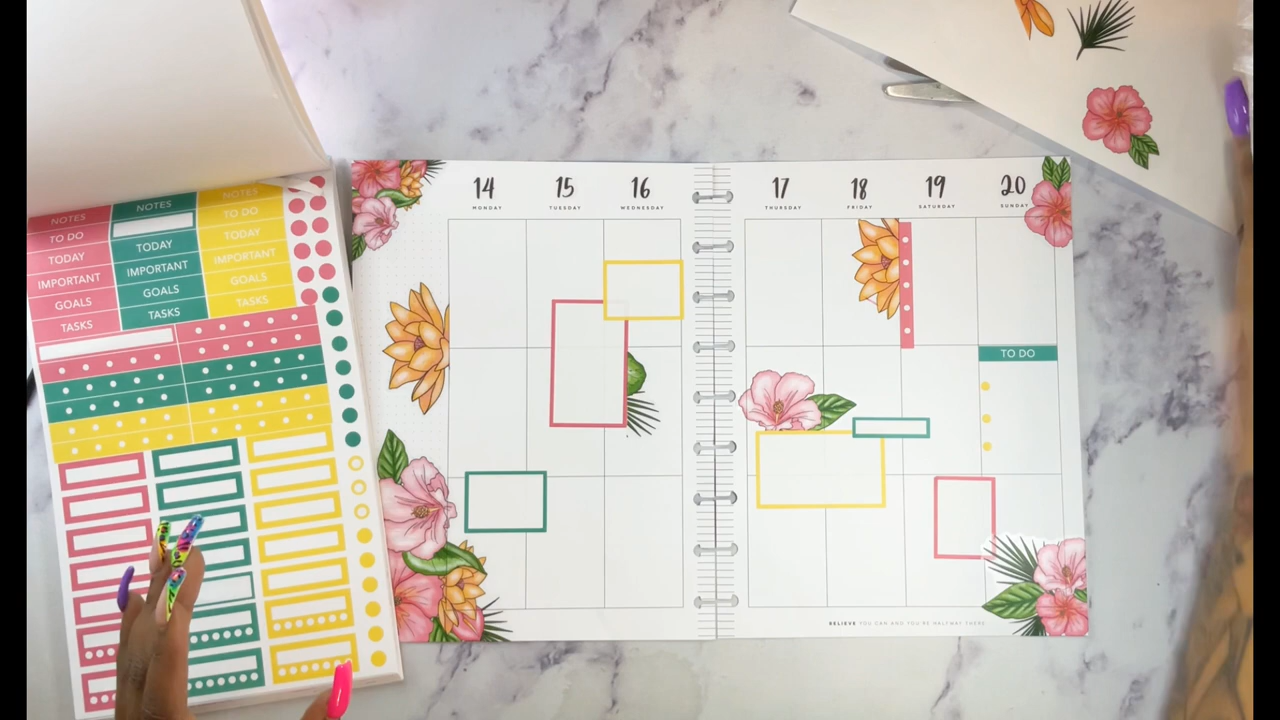 NOTES
TO DO
TODAY
IMPORTANT
GOALS
TASKS
NOTES
TODAY
IMPORTANT
GOALS
TASKS
NOTES
TO DO
TODAY
IMPORTANT
GOALS
TASKS
14
MONDAY
15
TUESDAY
16
WEDNESDAY
17
THURSDAY
18
FRIDAY
19
SATURDAY
20
SUNDAY
TO DO
BELIEVE YOU CAN AND YOU'RE HALFWAY THERE